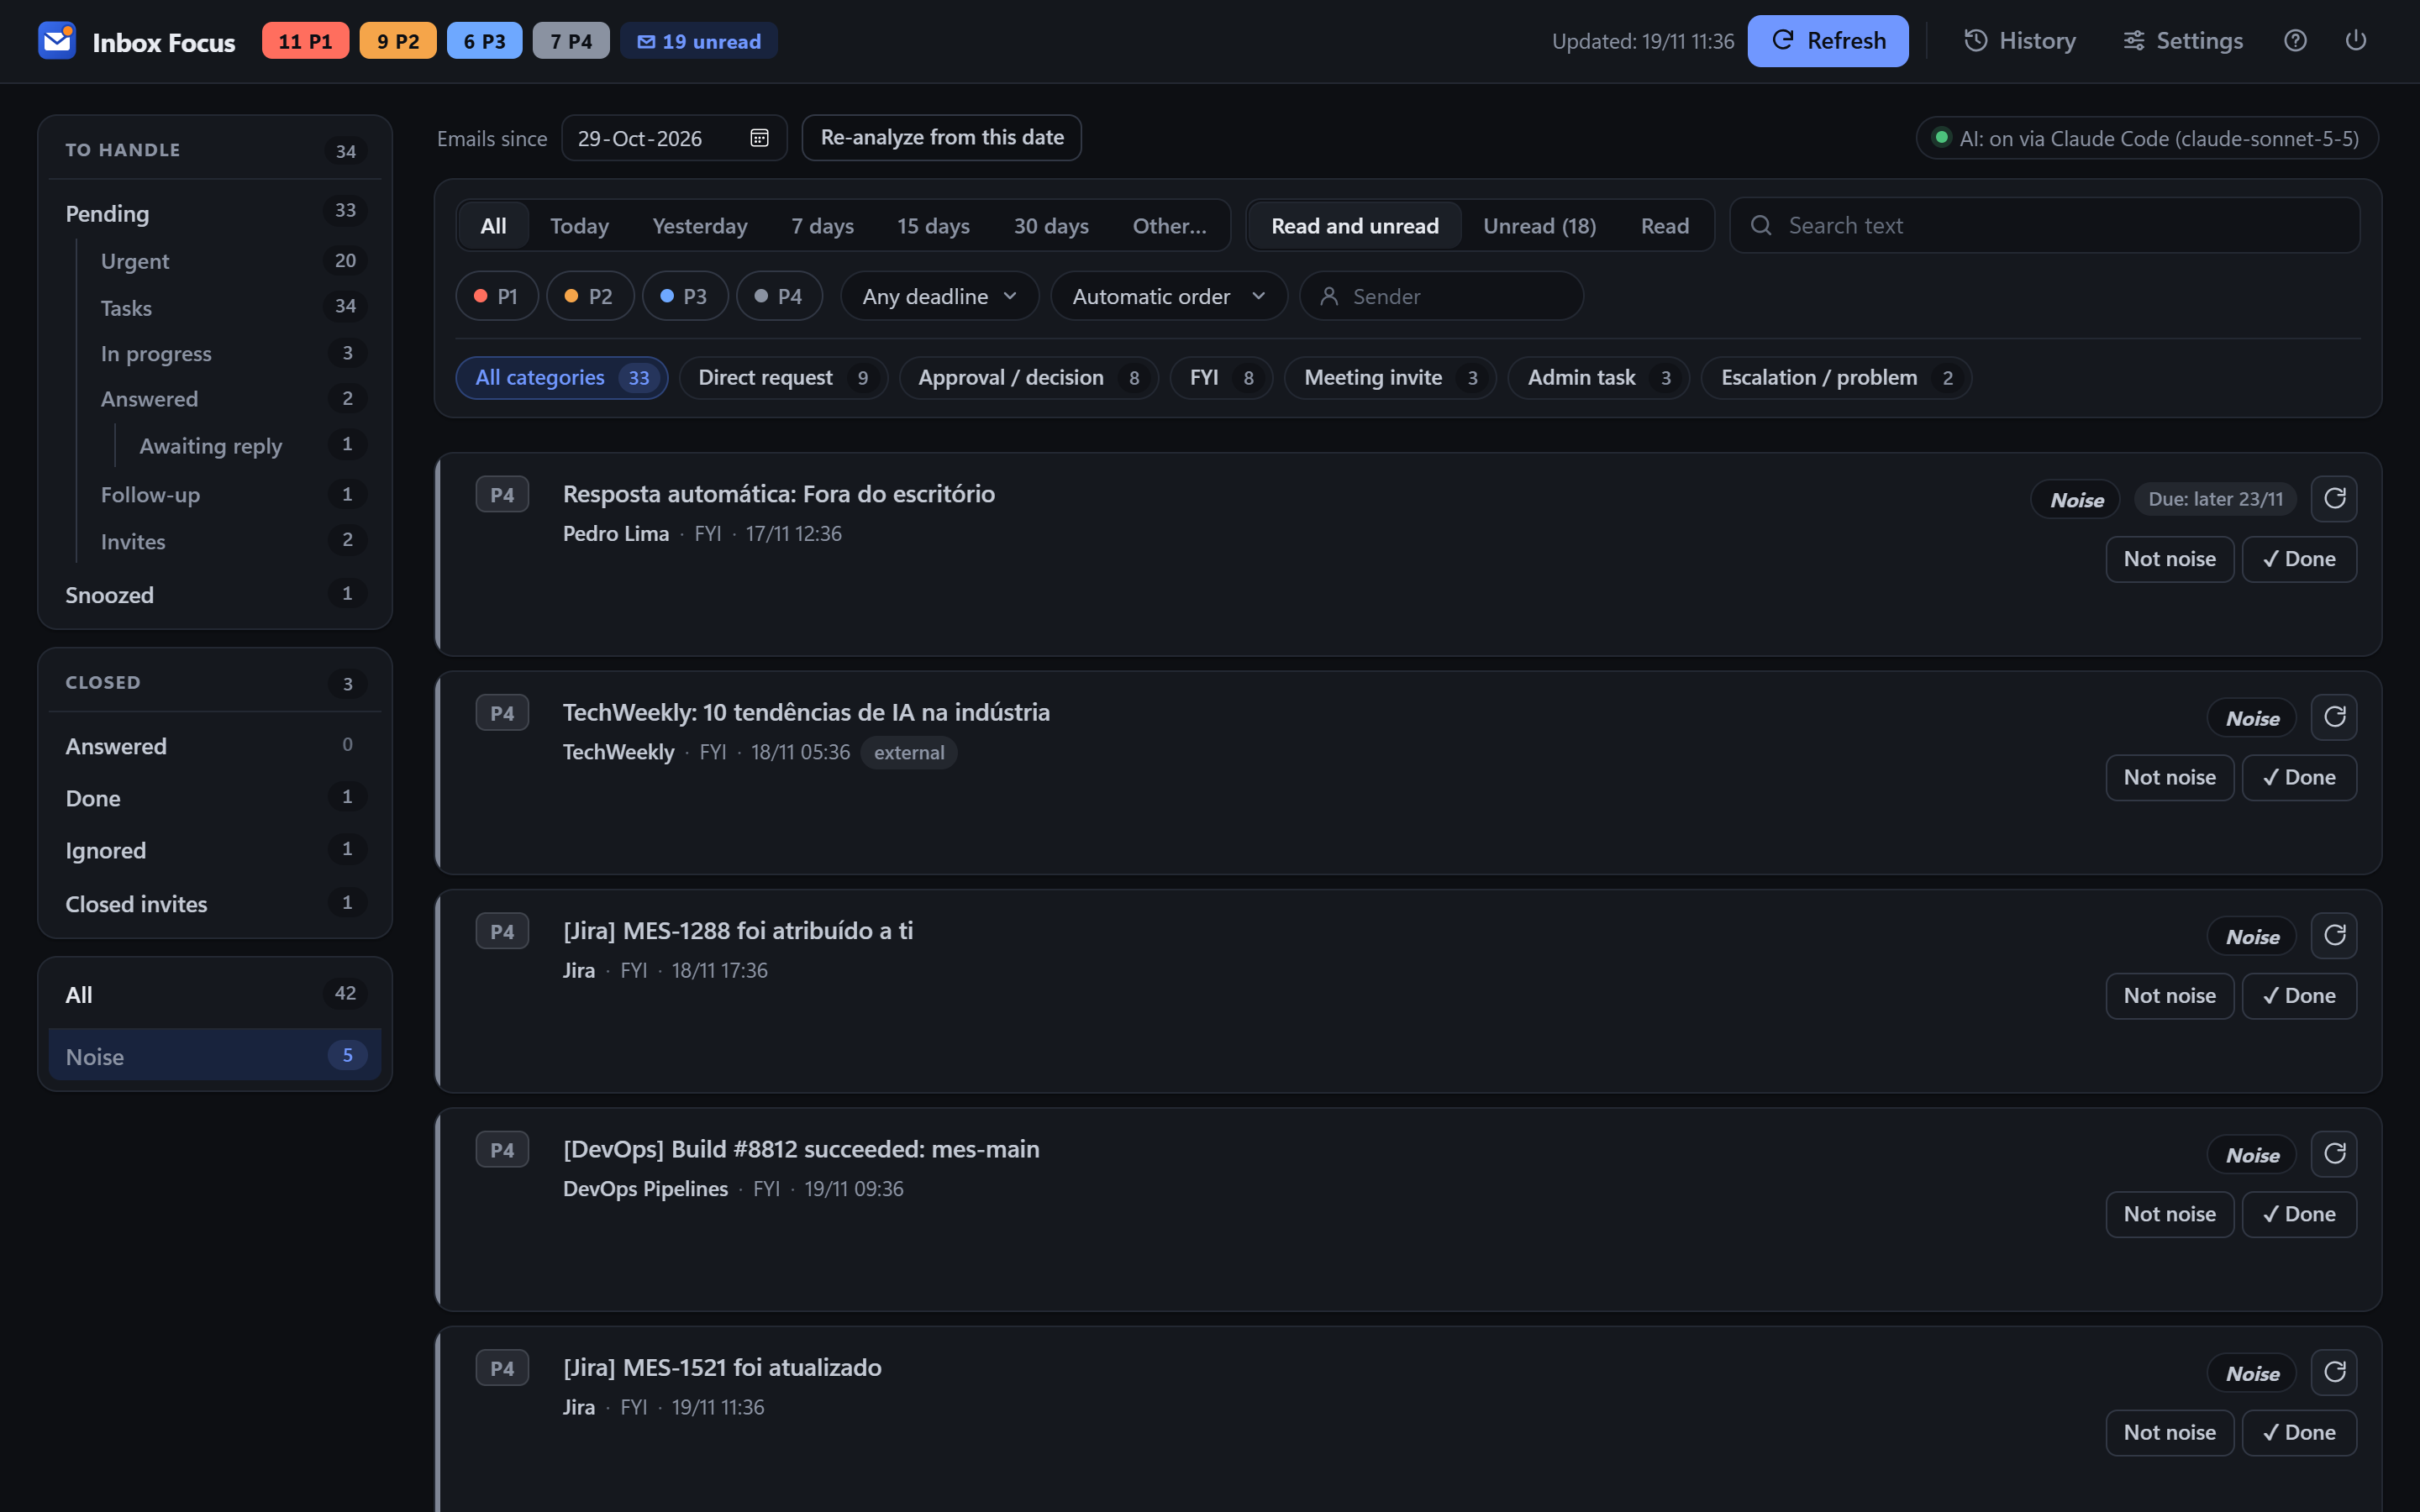 Inbox Focus 11 P1 9 P2 6 P3 7 P4 19 unread Updated: 19/11 11:36 Refresh History Settings
TO HANDLE 34
Pending 33
Urgent 20
Tasks 34
In progress 3
Answered 2
Awaiting reply 1
Follow-up 1
Invites 2
Snoozed 1
CLOSED 3
Answered 0
Done 1
Ignored 1
Closed invites 1
All 42
Noise 5
Emails since 29-Oct-2026 Re-analyze from this date AI: on via Claude Code (claude-sonnet-5-5)
All Today Yesterday 7 days 15 days 30 days Other... Read and unread Unread (18) Read Search text
P1 P2 P3 P4 Any deadline Automatic order Sender
All categories 33 Direct request 9 Approval / decision 8 FYI 8 Meeting invite 3 Admin task 3 Escalation / problem 2
P4 Resposta automática: Fora do escritório Noise Due: later 23/11
Pedro Lima · FYI · 17/11 12:36
Not noise ✓ Done
P4 TechWeekly: 10 tendências de IA na indústria Noise
TechWeekly · FYI · 18/11 05:36 external
Not noise ✓ Done
P4 [Jira] MES-1288 foi atribuído a ti Noise
Jira · FYI · 18/11 17:36
Not noise ✓ Done
P4 [DevOps] Build #8812 succeeded: mes-main Noise
DevOps Pipelines · FYI · 19/11 09:36
Not noise ✓ Done
P4 [Jira] MES-1521 foi atualizado Noise
Jira · FYI · 19/11 11:36
Not noise ✓ Done